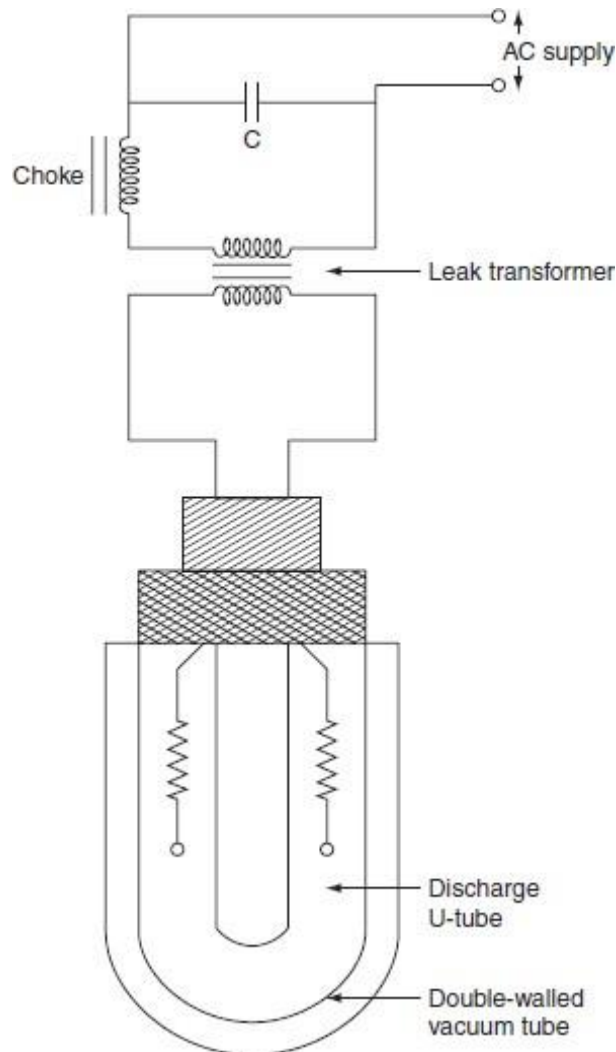 AC supply
C
Choke
Leak transformer
Discharge
U-tube
Double-walled
vacuum tube